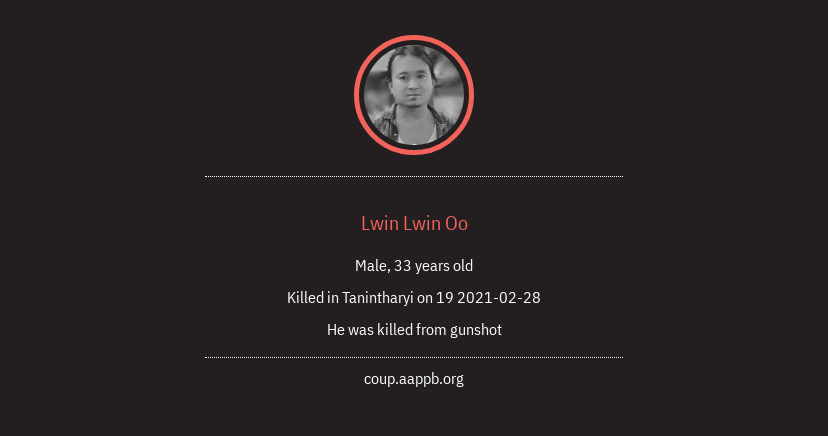 Lwin Lwin Oo
Male, 33 years old
Killed in Tanintharyi on 19 2021-02-28
He was killed from gunshot
coup.aappb.org